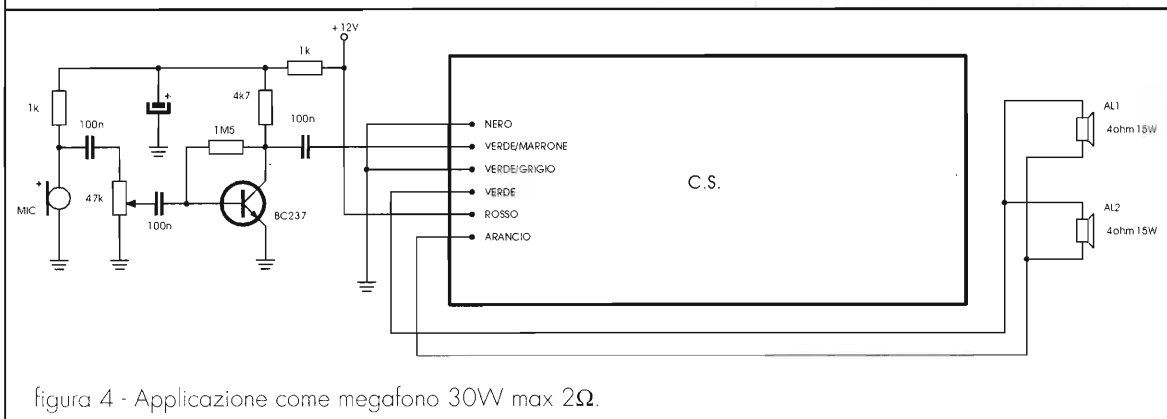 +12V
1k
1k
4k7
100n
1M5
100n
+
+
MIC
47k
100n
BC237
NERO
VERDE/MARRONE
VERDE/GRIGIO
VERDE
ROSSO
ARANCIO
C.S.
AL1
4ohm 15W
AL2
4ohm 15W
figura 4 - Applicazione come megafono 30W max 2Ω.